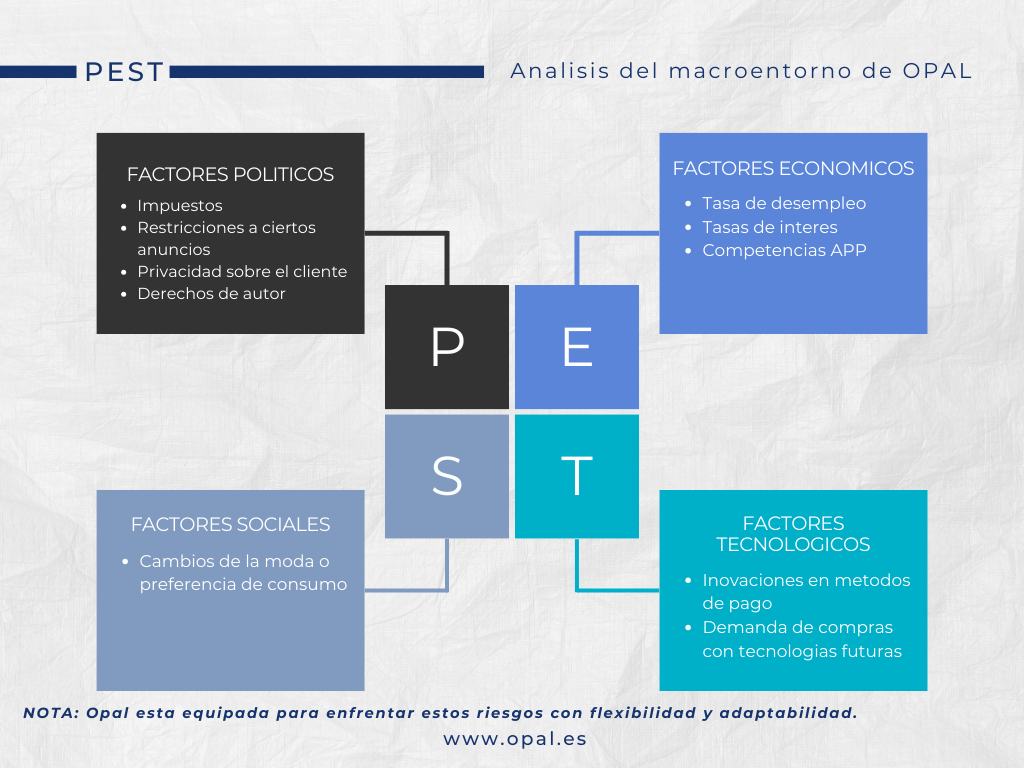 PEST
Analisis del macroentorno de OPAL
FACTORES POLITICOS
• Impuestos
• Restricciones a ciertos
anuncios
• Privacidad sobre el cliente
• Derechos de autor
FACTORES ECONOMICOS
• Tasa de desempleo
• Tasas de interes
• Competencias APP
P
E
S
T
FACTORES SOCIALES
• Cambios de la moda o
preferencia de consumo
FACTORES
TECNOLOGICOS
• Inovaciones en metodos
de pago
• Demanda de compras
con tecnologias futuras
NOTA: Opal esta equipada para enfrentar estos riesgos con flexibilidad y adaptabilidad.
www.opal.es